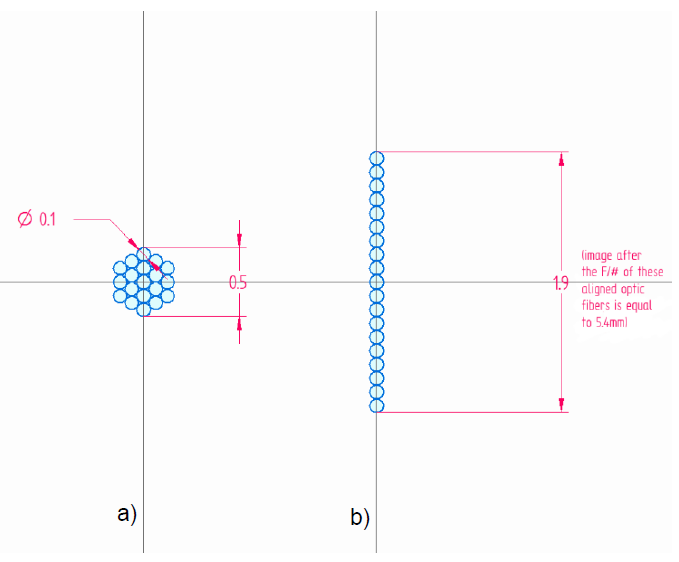 Ø 0.1
0.5
1.9
(image after
the F/# of these
aligned optic
fibers is equal
to 5.4mm)
a)
b)